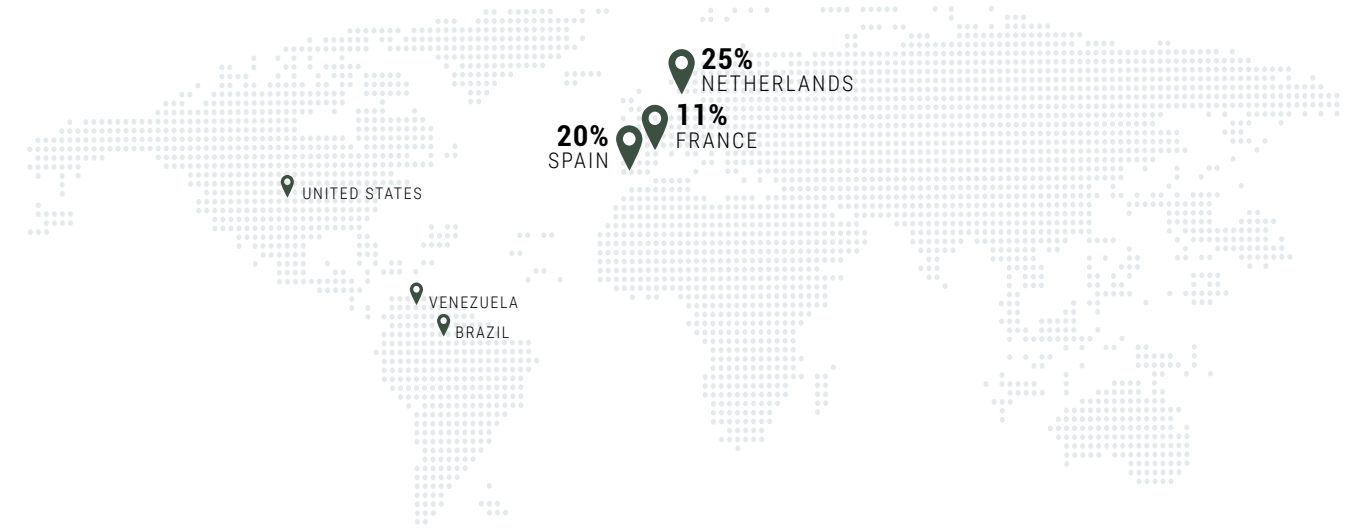 25%
NETHERLANDS
11%
FRANCE
20%
SPAIN
UNITED STATES
VENEZUELA
BRAZIL